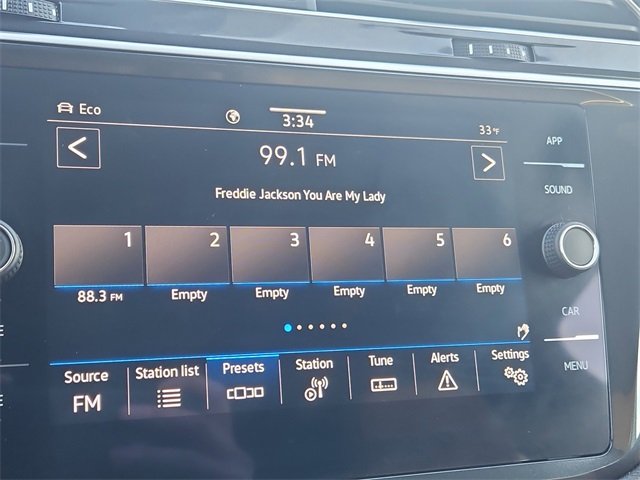 Eco
3:34
33°F
APP
< 99.1 FM >
SOUND
Freddie Jackson You Are My Lady
1 2 3 4 5 6
88.3 FM Empty Empty Empty Empty Empty
CAR
MENU
Source Station list Presets Station Tune Alerts Settings
FM
E
E